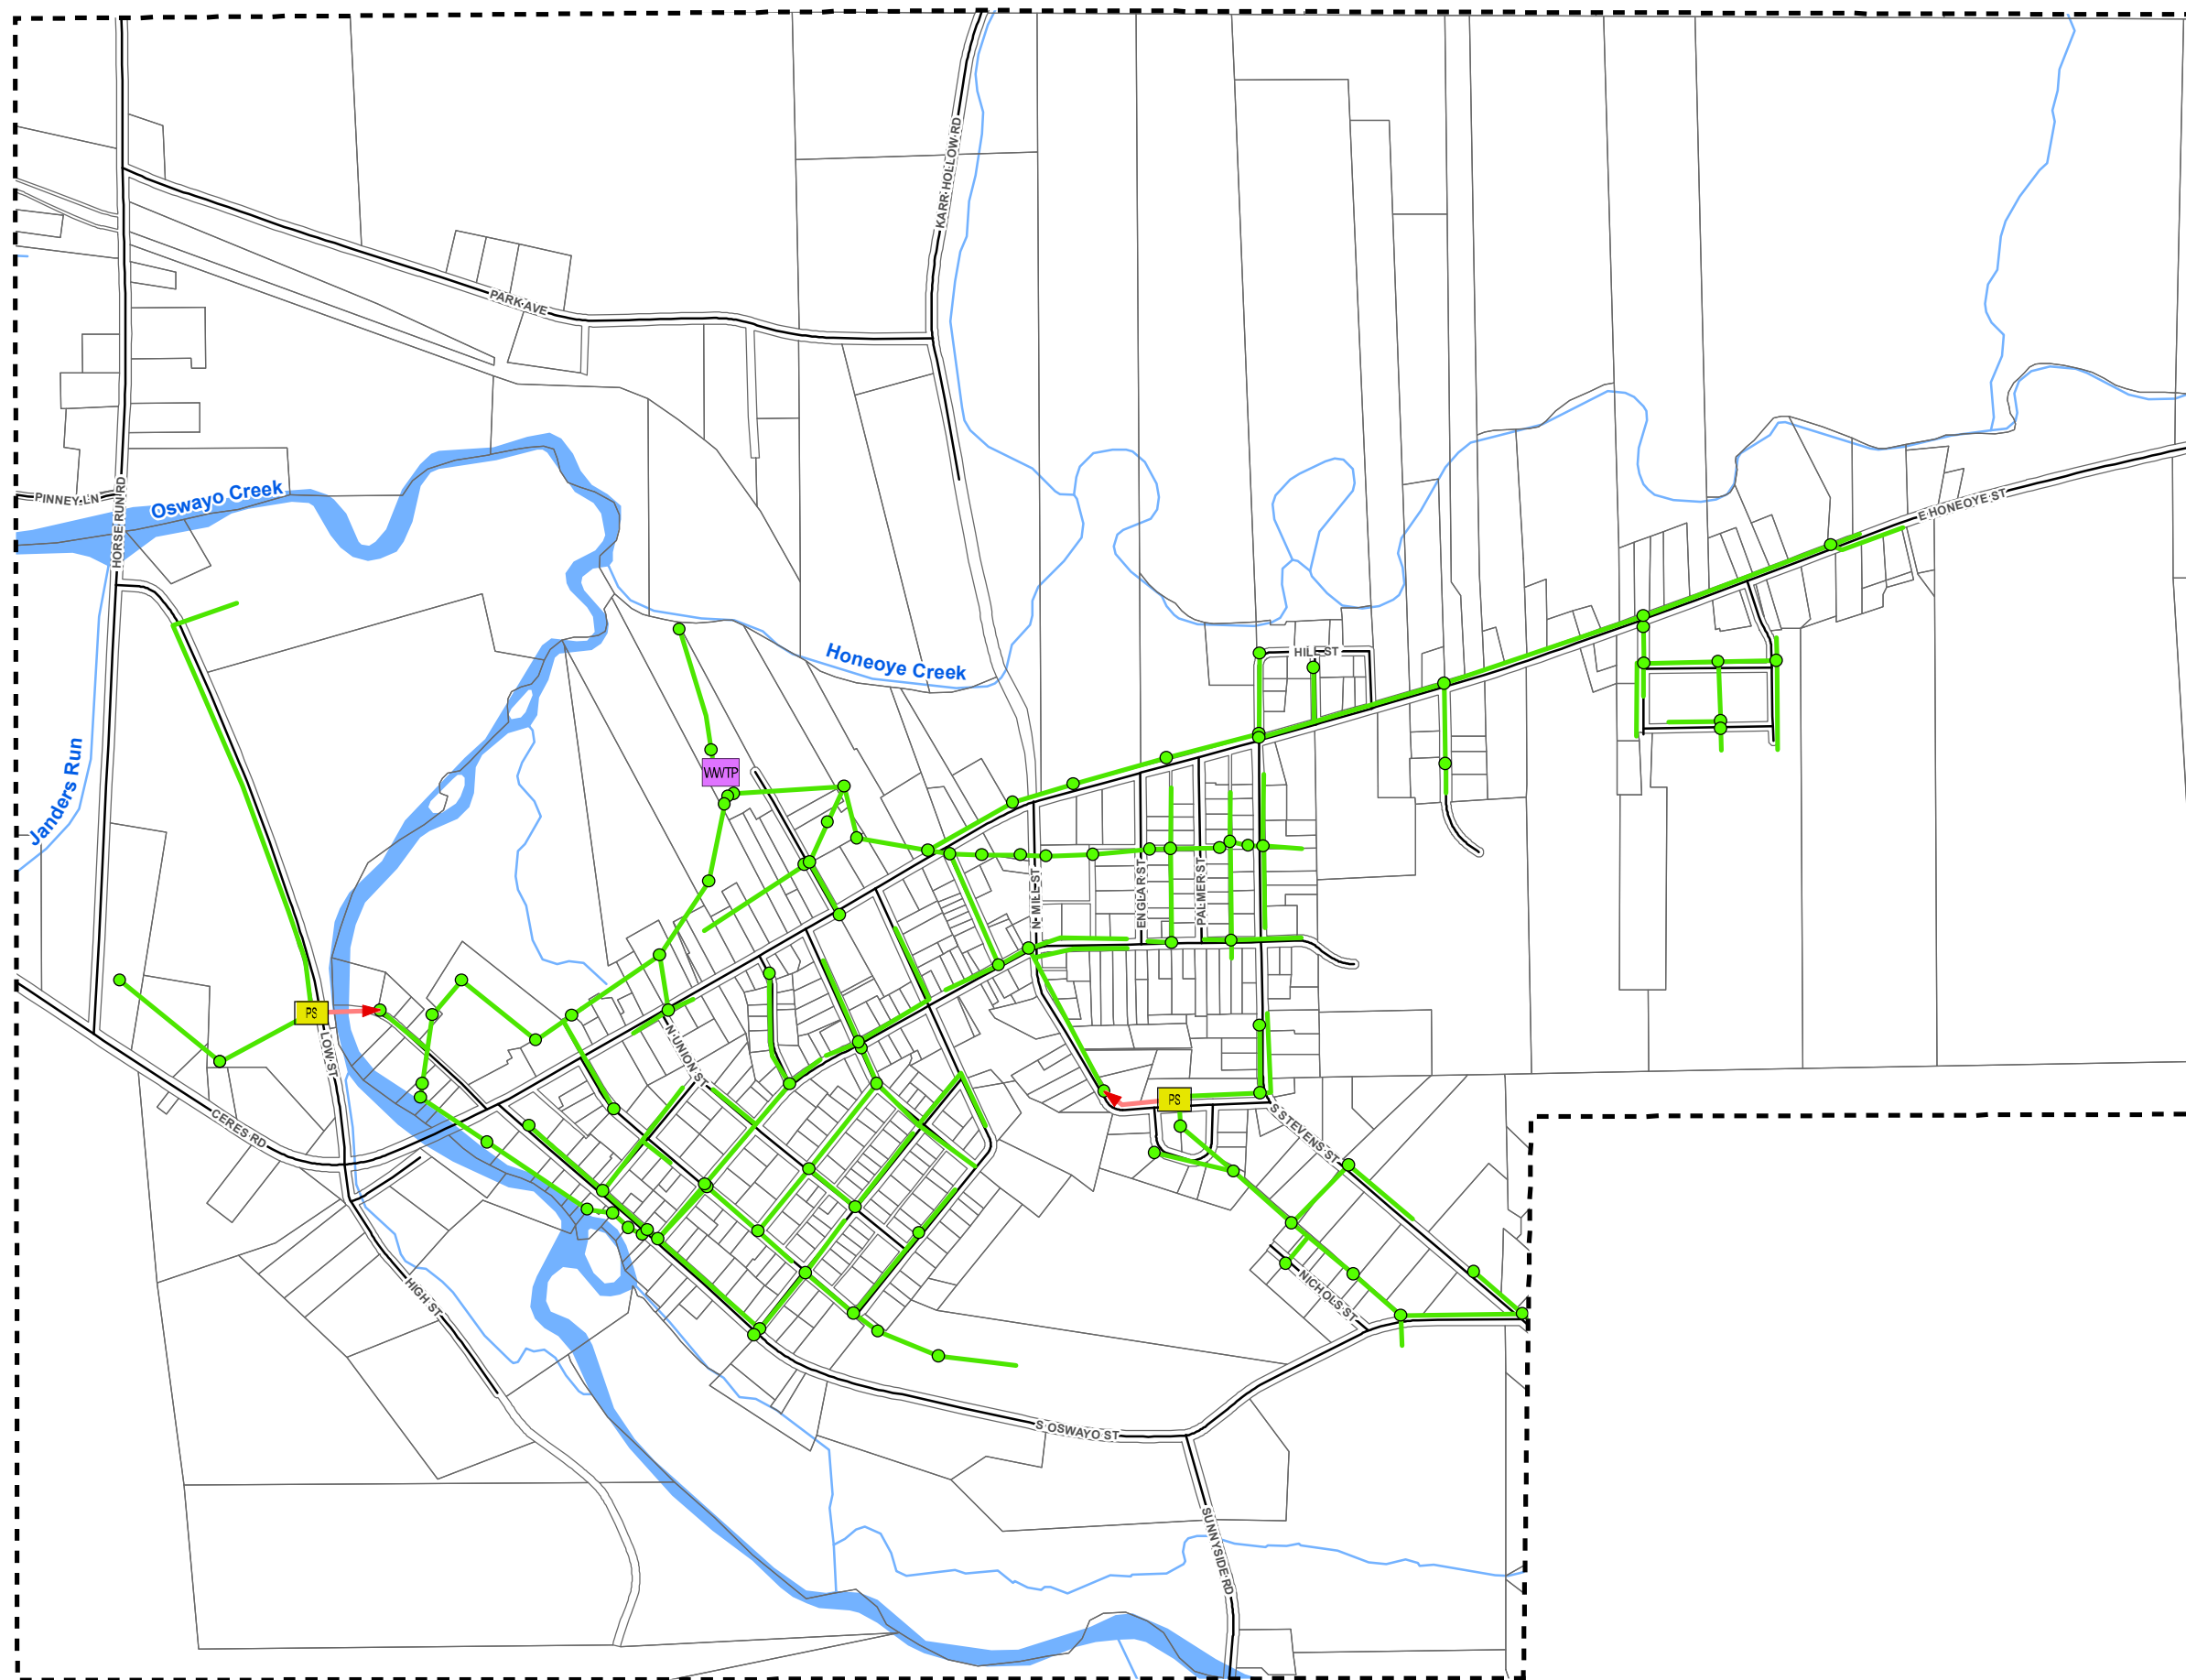 KARR HOLLOW RD
PARK AVE
PINNEY LN
HORSE RUN RD
Oswayo Creek
E HONEOYE ST
Honeoye Creek
HILL ST
Janders Run
WWTP
N MILL ST
ENGLAR ST
PALMER ST
PS
LOW ST
N UNION ST
PS
CERES RD
S STEVENS ST
HIGH ST
NICHOLS ST
S OSWAYO ST
SUNNYSIDE RD